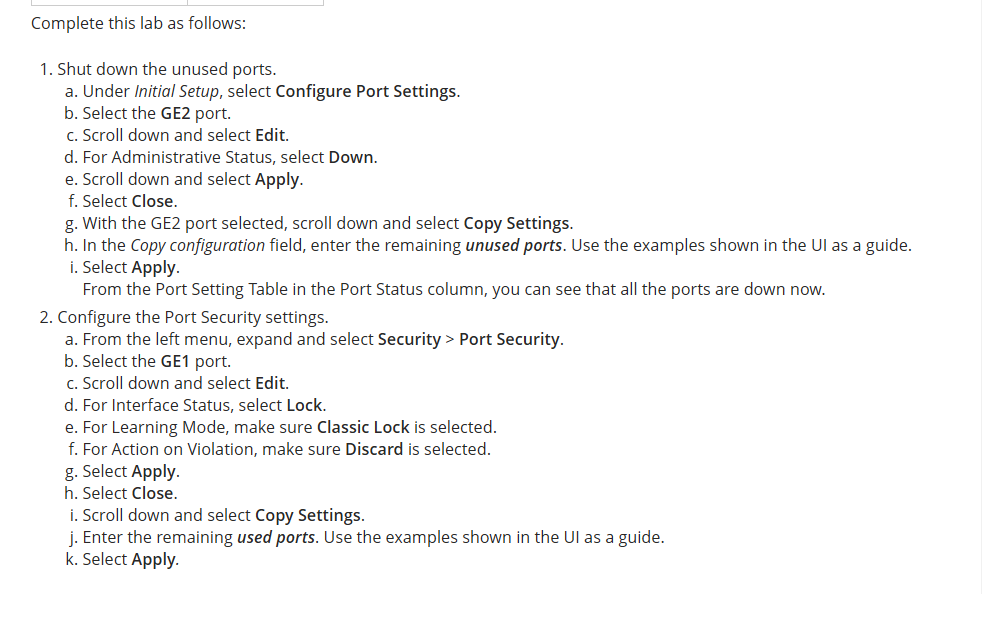 Complete this lab as follows:
1. Shut down the unused ports.
a. Under Initial Setup, select Configure Port Settings.
b. Select the GE2 port.
c. Scroll down and select Edit.
d. For Administrative Status, select Down.
e. Scroll down and select Apply.
f. Select Close.
g. With the GE2 port selected, scroll down and select Copy Settings.
h. In the Copy configuration field, enter the remaining unused ports. Use the examples shown in the UI as a guide.
i. Select Apply.
From the Port Setting Table in the Port Status column, you can see that all the ports are down now.
2. Configure the Port Security settings.
a. From the left menu, expand and select Security > Port Security.
b. Select the GE1 port.
c. Scroll down and select Edit.
d. For Interface Status, select Lock.
e. For Learning Mode, make sure Classic Lock is selected.
f. For Action on Violation, make sure Discard is selected.
g. Select Apply.
h. Select Close.
i. Scroll down and select Copy Settings.
j. Enter the remaining used ports. Use the examples shown in the UI as a guide.
k. Select Apply.